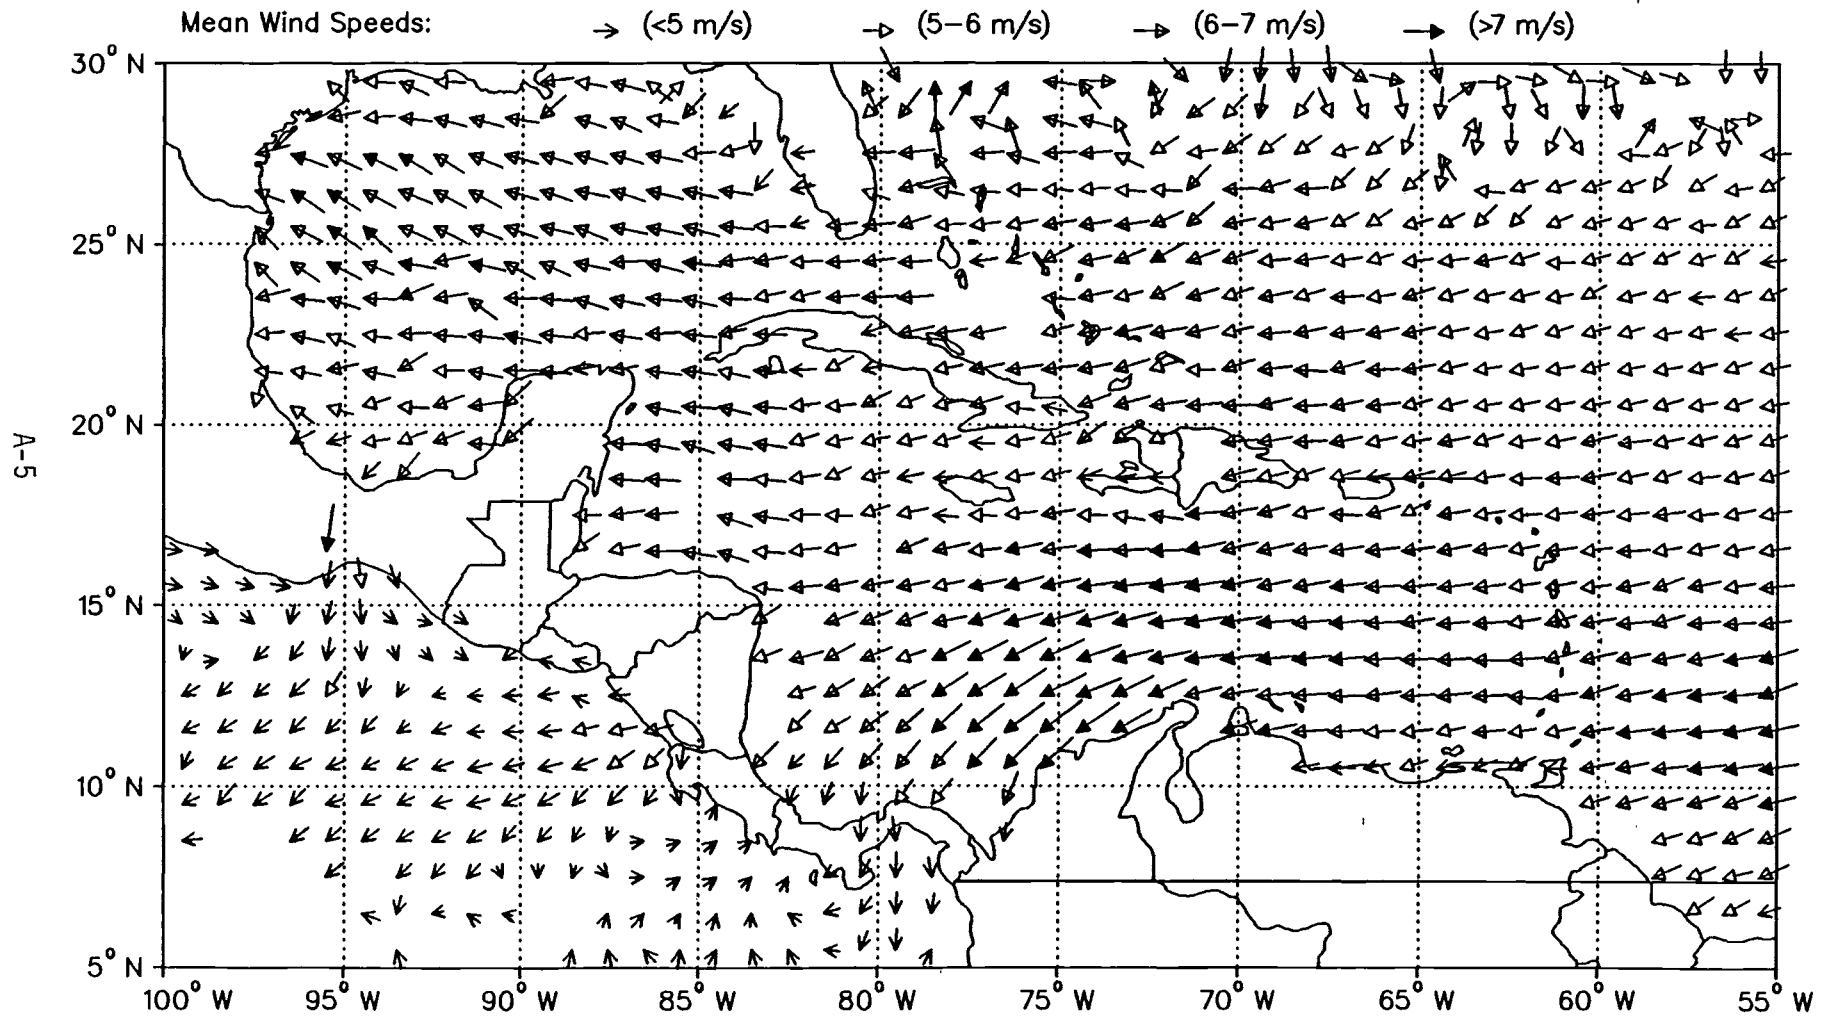 Mean Wind Speeds: (<5 m/s) (5–6 m/s) (6–7 m/s) (>7 m/s)
30° N
25° N
20° N
15° N
10° N
5° N
100° W 95° W 90° W 85° W 80° W 75° W 70° W 65° W 60° W 55° W
A-5